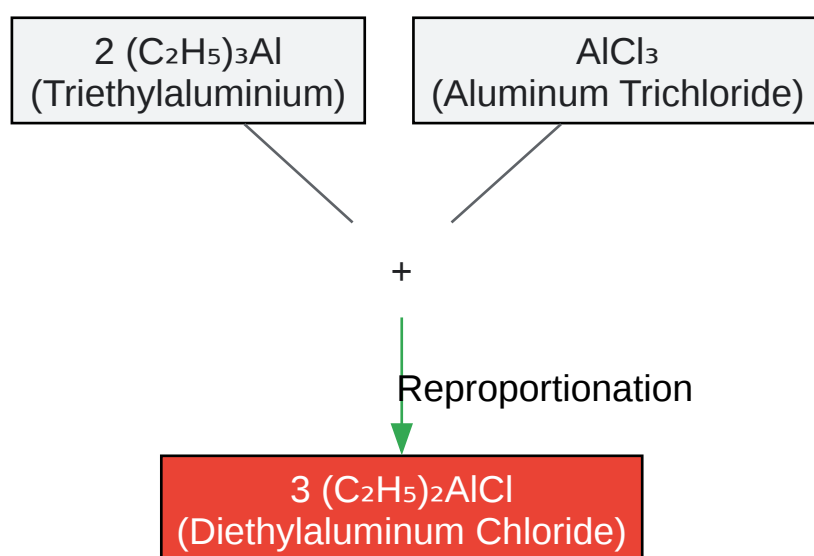 2 (C₂H₅)₃Al
(Triethylaluminium)
AlCl₃
(Aluminum Trichloride)
+
Reproportionation
3 (C₂H₅)₂AlCl
(Diethylaluminum Chloride)